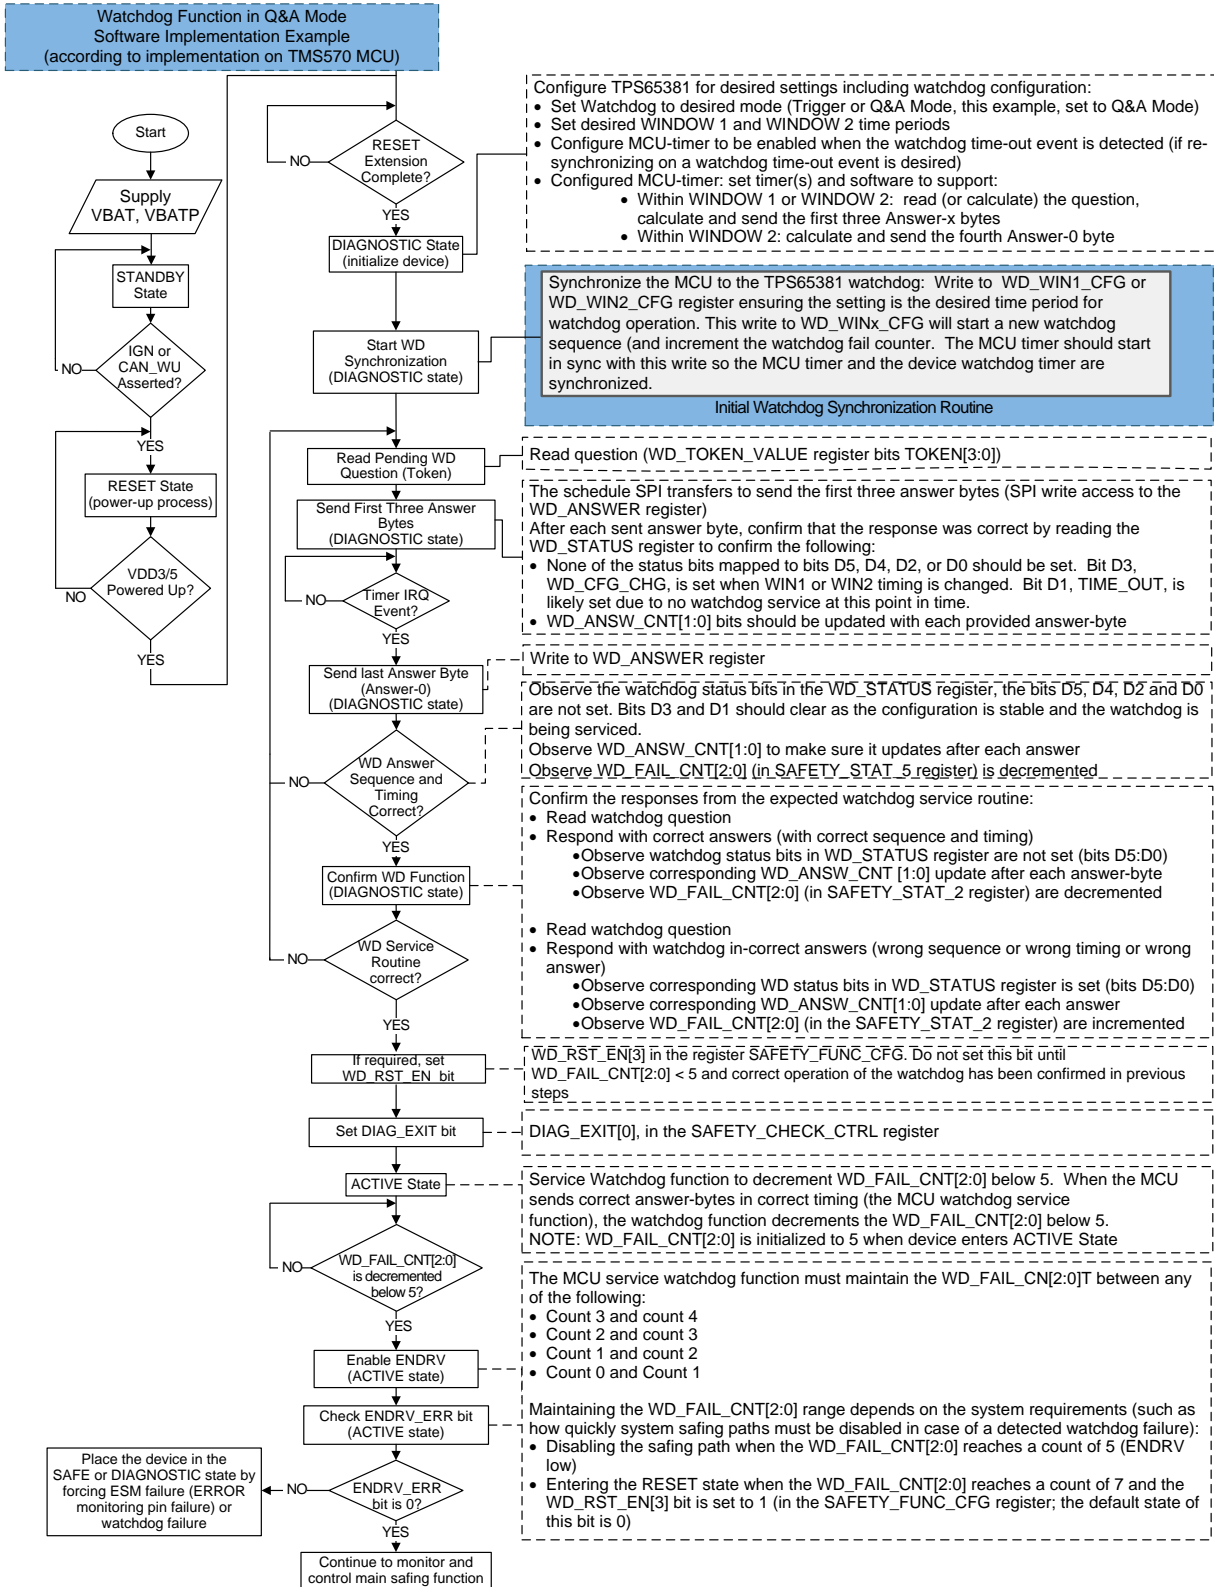 Watchdog Function in Q&A Mode
Software Implementation Example
(according to implementation on TMS570 MCU)
Start
Supply
VBAT, VBATP
STANDBY
State
NO
IGN or
CAN_WU
Asserted?
YES
RESET State
(power-up process)
NO
VDD3/5
Powered Up?
YES
NO
RESET
Extension
Complete?
YES
DIAGNOSTIC State
(initialize device)
Configure TPS65381 for desired settings including watchdog configuration:
• Set Watchdog to desired mode (Trigger or Q&A Mode, this example, set to Q&A Mode)
• Set desired WINDOW 1 and WINDOW 2 time periods
• Configure MCU-timer to be enabled when the watchdog time-out event is detected (if re-
synchronizing on a watchdog time-out event is desired)
• Configured MCU-timer: set timer(s) and software to support:
• Within WINDOW 1 or WINDOW 2:  read (or calculate) the question,
calculate and send the first three Answer-x bytes
• Within WINDOW 2: calculate and send the fourth Answer-0 byte
Start WD
Synchronization
(DIAGNOSTIC state)
Synchronize the MCU to the TPS65381 watchdog:  Write to  WD_WIN1_CFG or
WD_WIN2_CFG register ensuring the setting is the desired time period for
watchdog operation. This write to WD_WINx_CFG will start a new watchdog
sequence (and increment the watchdog fail counter.  The MCU timer should start
in sync with this write so the MCU timer and the device watchdog timer are
synchronized.
Initial Watchdog Synchronization Routine
Read Pending WD
Question (Token)
Read question (WD_TOKEN_VALUE register bits TOKEN[3:0])
Send First Three Answer
Bytes
(DIAGNOSTIC state)
The schedule SPI transfers to send the first three answer bytes (SPI write access to the
WD_ANSWER register)
After each sent answer byte, confirm that the response was correct by reading the
WD_STATUS register to confirm the following:
• None of the status bits mapped to bits D5, D4, D2, or D0 should be set.  Bit D3,
WD_CFG_CHG, is set when WIN1 or WIN2 timing is changed.  Bit D1, TIME_OUT, is
likely set due to no watchdog service at this point in time.
• WD_ANSW_CNT[1:0] bits should be updated with each provided answer-byte
NO
Timer IRQ
Event?
YES
Send last Answer Byte
(Answer-0)
(DIAGNOSTIC state)
Write to WD_ANSWER register
NO
WD Answer
Sequence and
Timing
Correct?
YES
Observe the watchdog status bits in the WD_STATUS register, the bits D5, D4, D2 and D0
are not set. Bits D3 and D1 should clear as the configuration is stable and the watchdog is
being serviced.
Observe WD_ANSW_CNT[1:0] to make sure it updates after each answer
Observe WD_FAIL_CNT[2:0] (in SAFETY_STAT_5 register) is decremented
Confirm WD Function
(DIAGNOSTIC state)
Confirm the responses from the expected watchdog service routine:
• Read watchdog question
• Respond with correct answers (with correct sequence and timing)
•Observe watchdog status bits in WD_STATUS register are not set (bits D5:D0)
•Observe corresponding WD_ANSW_CNT [1:0] update after each answer-byte
•Observe WD_FAIL_CNT[2:0] (in SAFETY_STAT_2 register) are decremented
• Read watchdog question
• Respond with watchdog in-correct answers (wrong sequence or wrong timing or wrong
answer)
•Observe corresponding WD status bits in WD_STATUS register is set (bits D5:D0)
•Observe corresponding WD_ANSW_CNT[1:0] update after each answer
•Observe WD_FAIL_CNT[2:0] (in the SAFETY_STAT_2 register) are incremented
NO
WD Service
Routine
correct?
YES
If required, set
WD_RST_EN bit
WD_RST_EN[3] in the register SAFETY_FUNC_CFG. Do not set this bit until
WD_FAIL_CNT[2:0] < 5 and correct operation of the watchdog has been confirmed in previous
steps
Set DIAG_EXIT bit
DIAG_EXIT[0], in the SAFETY_CHECK_CTRL register
ACTIVE State
Service Watchdog function to decrement WD_FAIL_CNT[2:0] below 5.  When the MCU
sends correct answer-bytes in correct timing (the MCU watchdog service
function), the watchdog function decrements the WD_FAIL_CNT[2:0] below 5.
NOTE: WD_FAIL_CNT[2:0] is initialized to 5 when device enters ACTIVE State
NO
WD_FAIL_CNT[2:0]
is decremented
below 5?
YES
Enable ENDRV
(ACTIVE state)
The MCU service watchdog function must maintain the WD_FAIL_CN[2:0]T between any
of the following:
• Count 3 and count 4
• Count 2 and count 3
• Count 1 and count 2
• Count 0 and Count 1
Check ENDRV_ERR bit
(ACTIVE state)
Maintaining the WD_FAIL_CNT[2:0] range depends on the system requirements (such as
how quickly system safing paths must be disabled in case of a detected watchdog failure):
• Disabling the safing path when the WD_FAIL_CNT[2:0] reaches a count of 5 (ENDRV
low)
• Entering the RESET state when the WD_FAIL_CNT[2:0] reaches a count of 7 and the
WD_RST_EN[3] bit is set to 1 (in the SAFETY_FUNC_CFG register; the default state of
this bit is 0)
Place the device in the
SAFE or DIAGNOSTIC state by
forcing ESM failure (ERROR
monitoring pin failure) or
watchdog failure
NO
ENDRV_ERR
bit is 0?
YES
Continue to monitor and
control main safing function